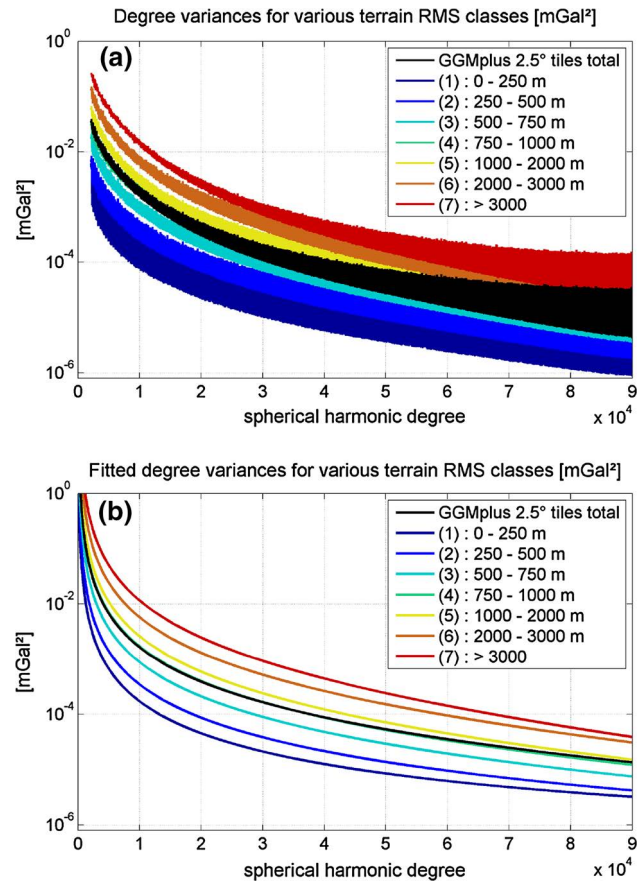 Degree variances for various terrain RMS classes [mGal²]
(a)
[mGal²]
10^0
10^-2
10^-4
10^-6
GGMplus 2.5° tiles total
(1) : 0 - 250 m
(2) : 250 - 500 m
(3) : 500 - 750 m
(4) : 750 - 1000 m
(5) : 1000 - 2000 m
(6) : 2000 - 3000 m
(7) : > 3000
0 1 2 3 4 5 6 7 8 9
x 10^4
spherical harmonic degree
Fitted degree variances for various terrain RMS classes [mGal²]
(b)
[mGal²]
10^0
10^-2
10^-4
10^-6
GGMplus 2.5° tiles total
(1) : 0 - 250 m
(2) : 250 - 500 m
(3) : 500 - 750 m
(4) : 750 - 1000 m
(5) : 1000 - 2000 m
(6) : 2000 - 3000 m
(7) : > 3000
0 1 2 3 4 5 6 7 8 9
x 10^4
spherical harmonic degree